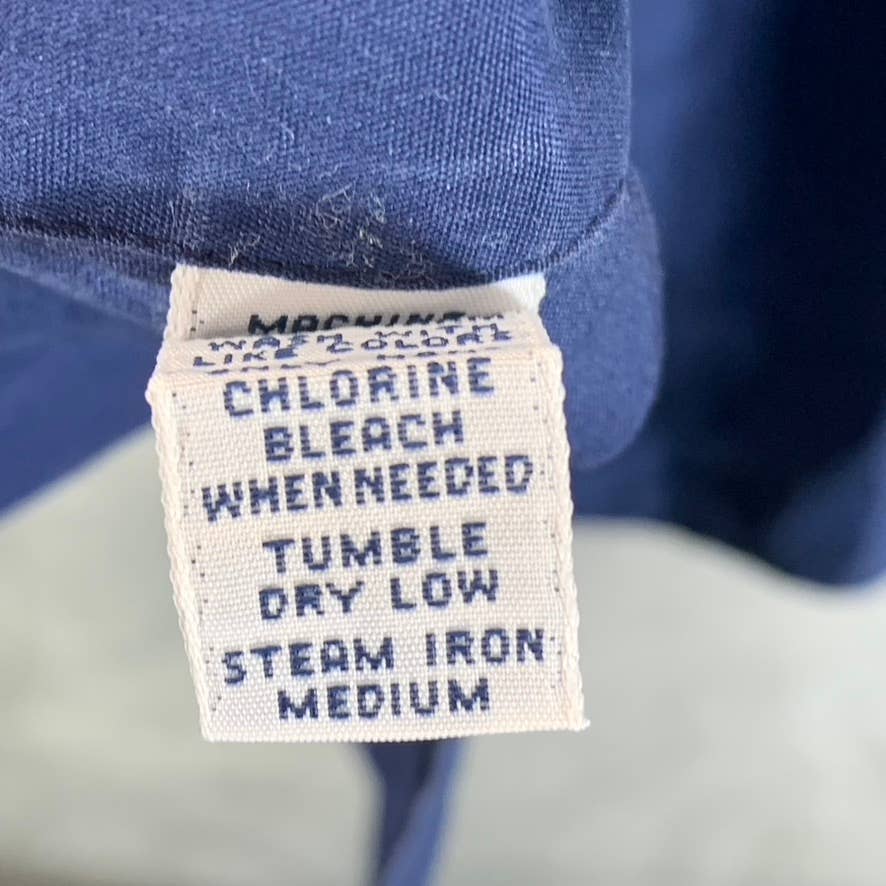 MACHINE
WASH WITH
LIKE COLORS
CHLORINE
BLEACH
WHEN NEEDED
TUMBLE
DRY LOW
STEAM IRON
MEDIUM